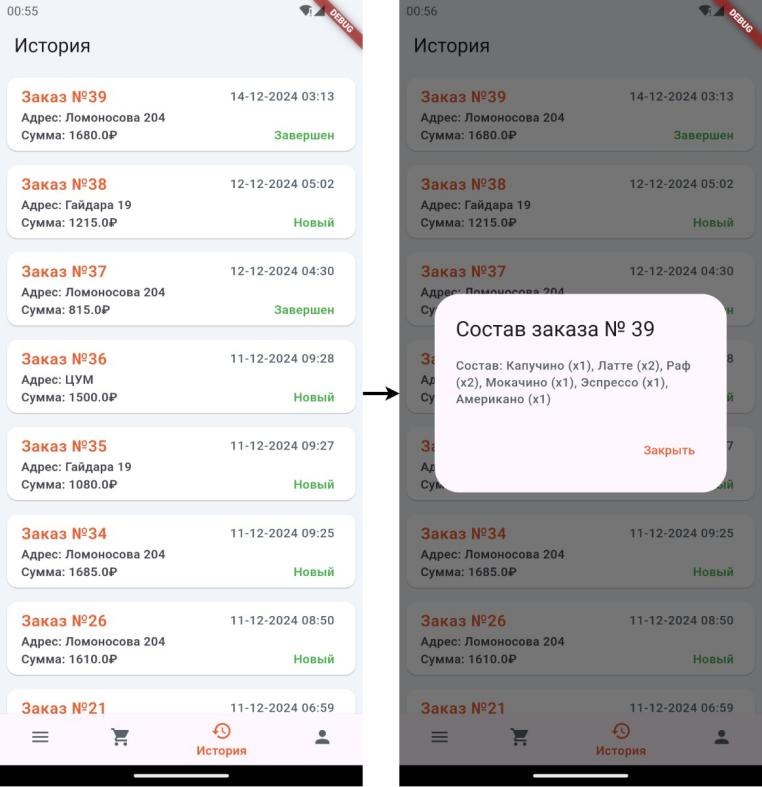 00:55
DEBUG
История
Заказ №39 14-12-2024 03:13
Адрес: Ломоносова 204
Сумма: 1680.0₽ Завершен
Заказ №38 12-12-2024 05:02
Адрес: Гайдара 19
Сумма: 1215.0₽ Новый
Заказ №37 12-12-2024 04:30
Адрес: Ломоносова 204
Сумма: 815.0₽ Завершен
Заказ №36 11-12-2024 09:28
Адрес: ЦУМ
Сумма: 1500.0₽ Новый
Заказ №35 11-12-2024 09:27
Адрес: Гайдара 19
Сумма: 1080.0₽ Новый
Заказ №34 11-12-2024 09:25
Адрес: Ломоносова 204
Сумма: 1685.0₽ Новый
Заказ №26 11-12-2024 08:50
Адрес: Ломоносова 204
Сумма: 1610.0₽ Новый
Заказ №21 11-12-2024 06:59
История
00:56
DEBUG
История
Заказ №39 14-12-2024 03:13
Адрес: Ломоносова 204
Сумма: 1680.0₽ Завершен
Заказ №38 12-12-2024 05:02
Адрес: Гайдара 19
Сумма: 1215.0₽ Новый
Заказ №37 12-12-2024 04:30
Адрес: Ломоносова 204
Состав заказа № 39
Состав: Капучино (x1), Латте (x2), Раф
(x2), Мокачино (x1), Эспрессо (x1),
Американо (x1)
Закрыть
Заказ №34 11-12-2024 09:25
Адрес: Ломоносова 204
Сумма: 1685.0₽ Новый
Заказ №26 11-12-2024 08:50
Адрес: Ломоносова 204
Сумма: 1610.0₽ Новый
Заказ №21 11-12-2024 06:59
История